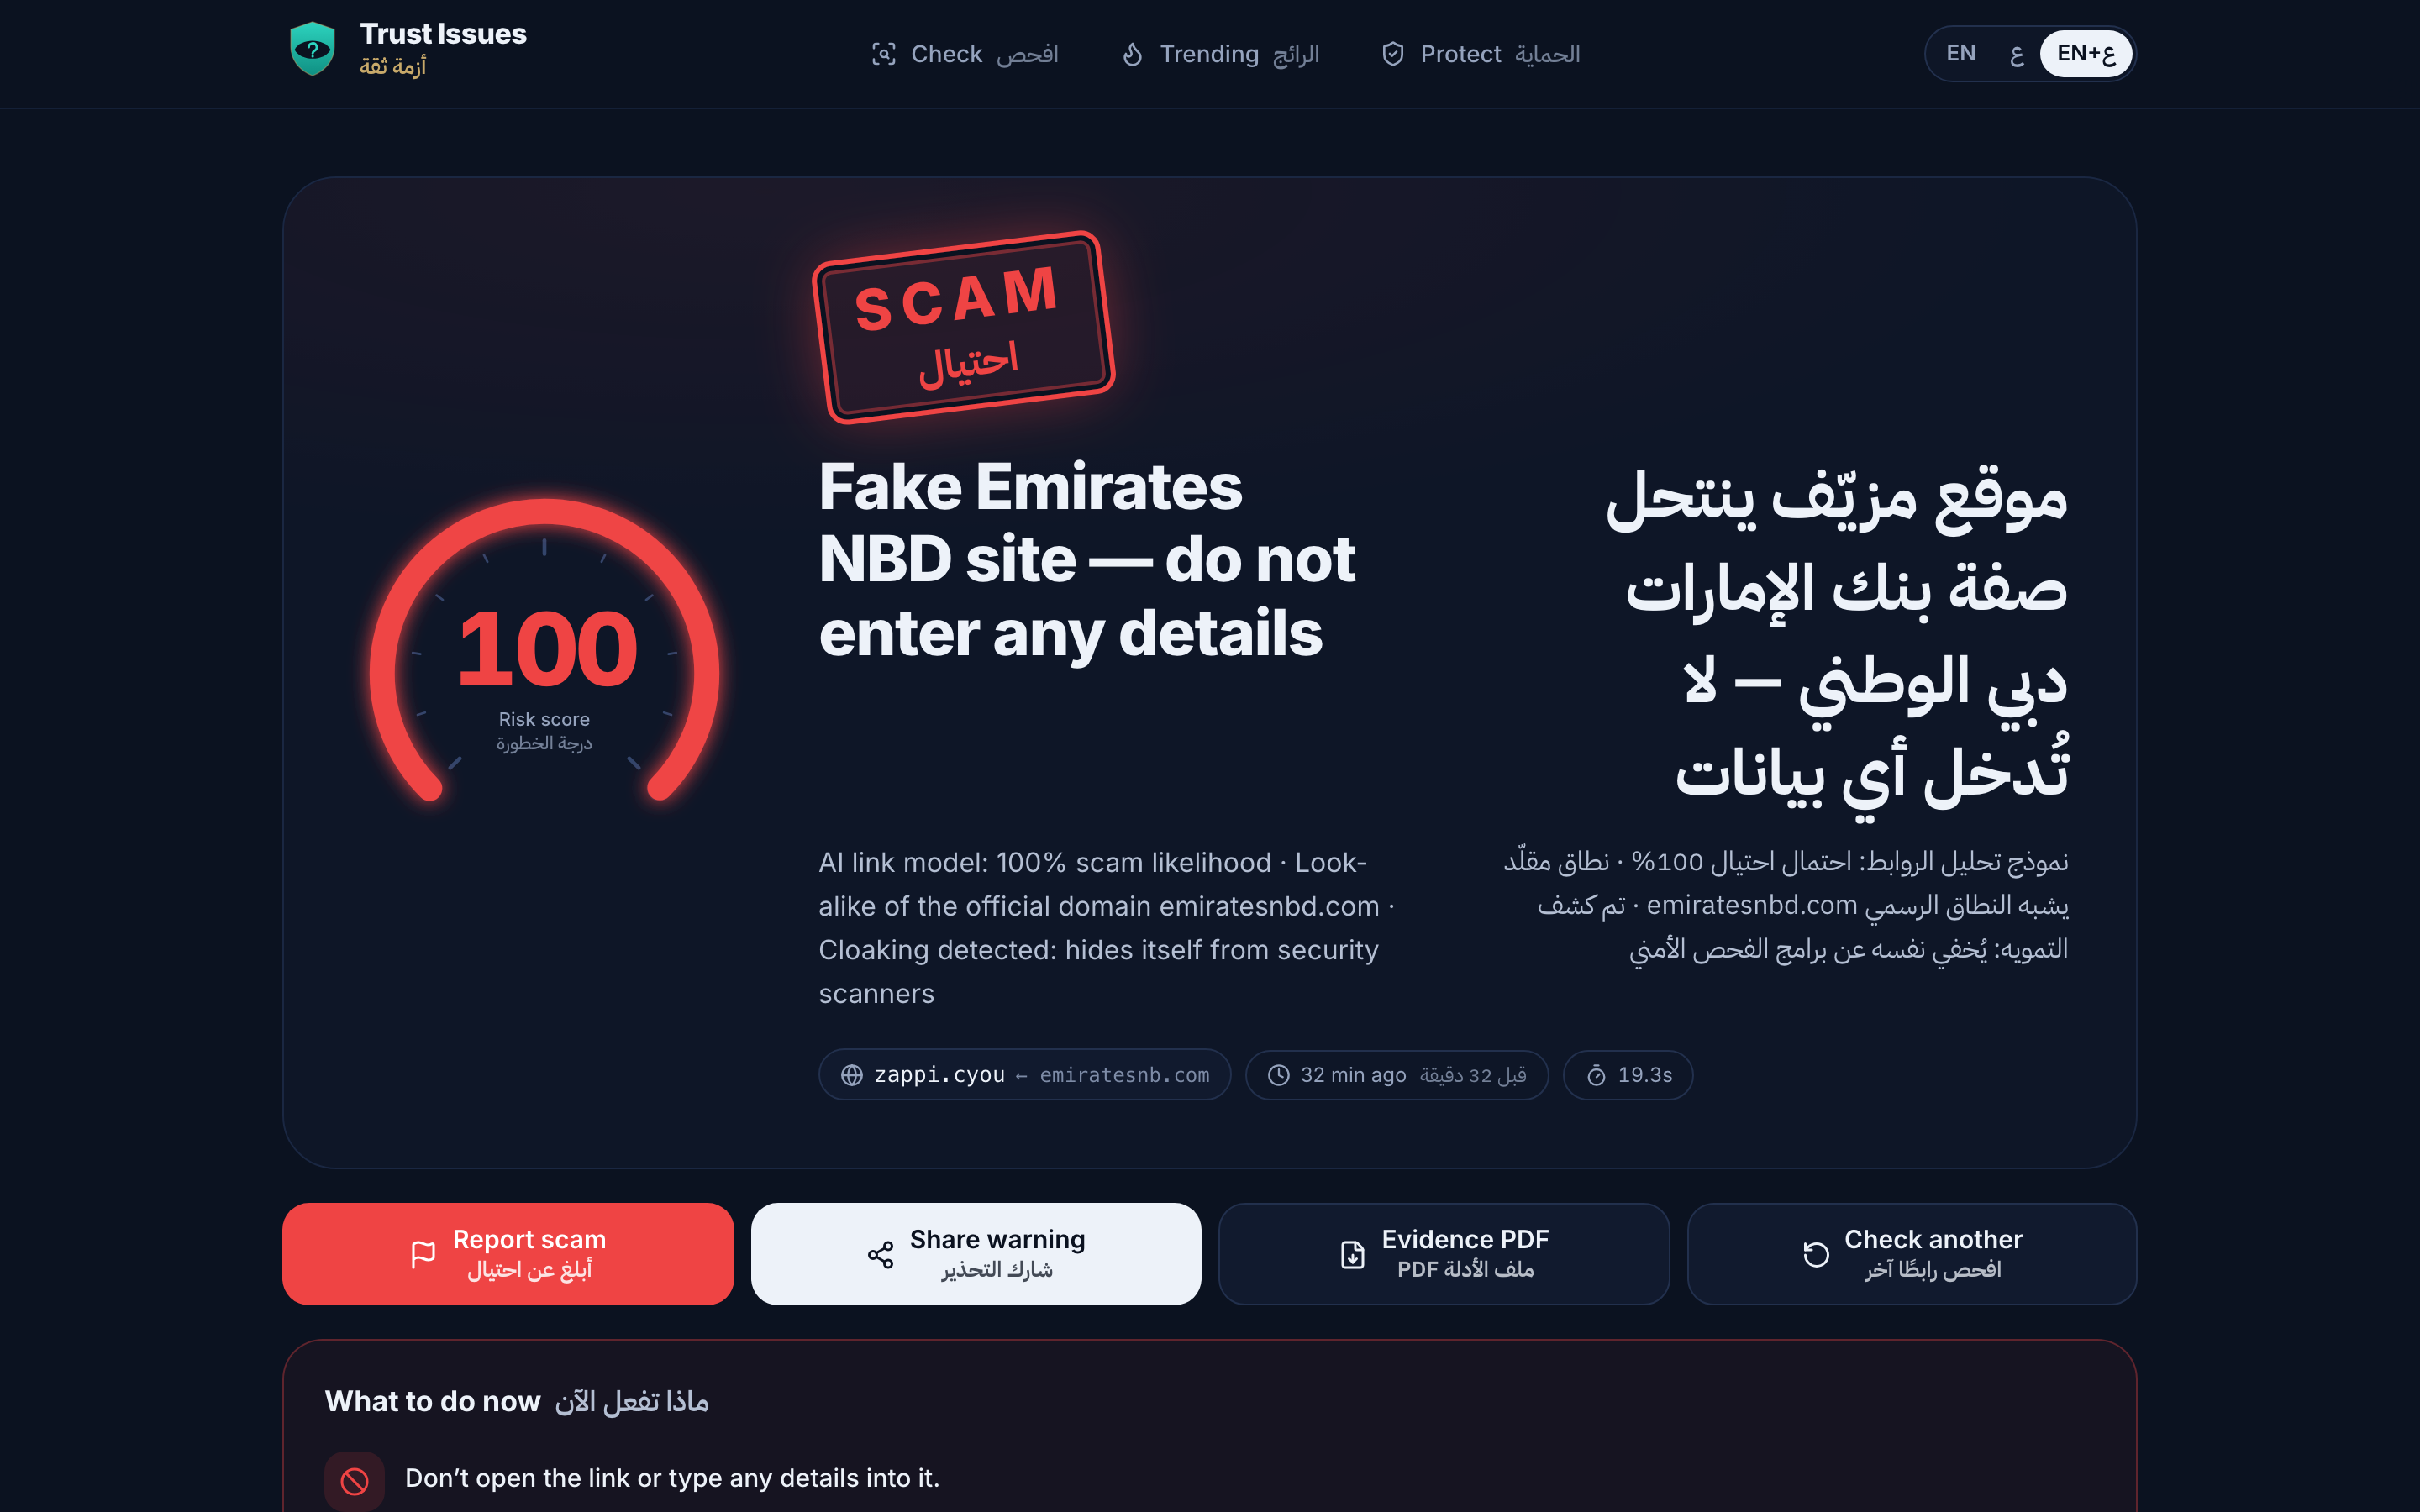 Trust Issues
أزمة ثقة
Check افحص
Trending الرائج
Protect الحماية
EN ع EN+ع
SCAM
احتيال
100
Risk score
درجة الخطورة
Fake Emirates
NBD site — do not
enter any details
موقع مزيّف ينتحل
صفة بنك الإمارات
دبي الوطني — لا
تُدخل أي بيانات
AI link model: 100% scam likelihood · Look-
alike of the official domain emiratesnbd.com ·
Cloaking detected: hides itself from security
scanners
نموذج تحليل الروابط: احتمال احتيال 100% · نطاق مقلّد
يشبه النطاق الرسمي emiratesnbd.com · تم كشف
التمويه: يُخفي نفسه عن برامج الفحص الأمني
zappi.cyou ← emiratesnb.com
32 min ago قبل 32 دقيقة
19.3s
Report scam
أبلغ عن احتيال
Share warning
شارك التحذير
Evidence PDF
ملف الأدلة PDF
Check another
افحص رابطًا آخر
What to do now ماذا تفعل الآن
Don’t open the link or type any details into it.